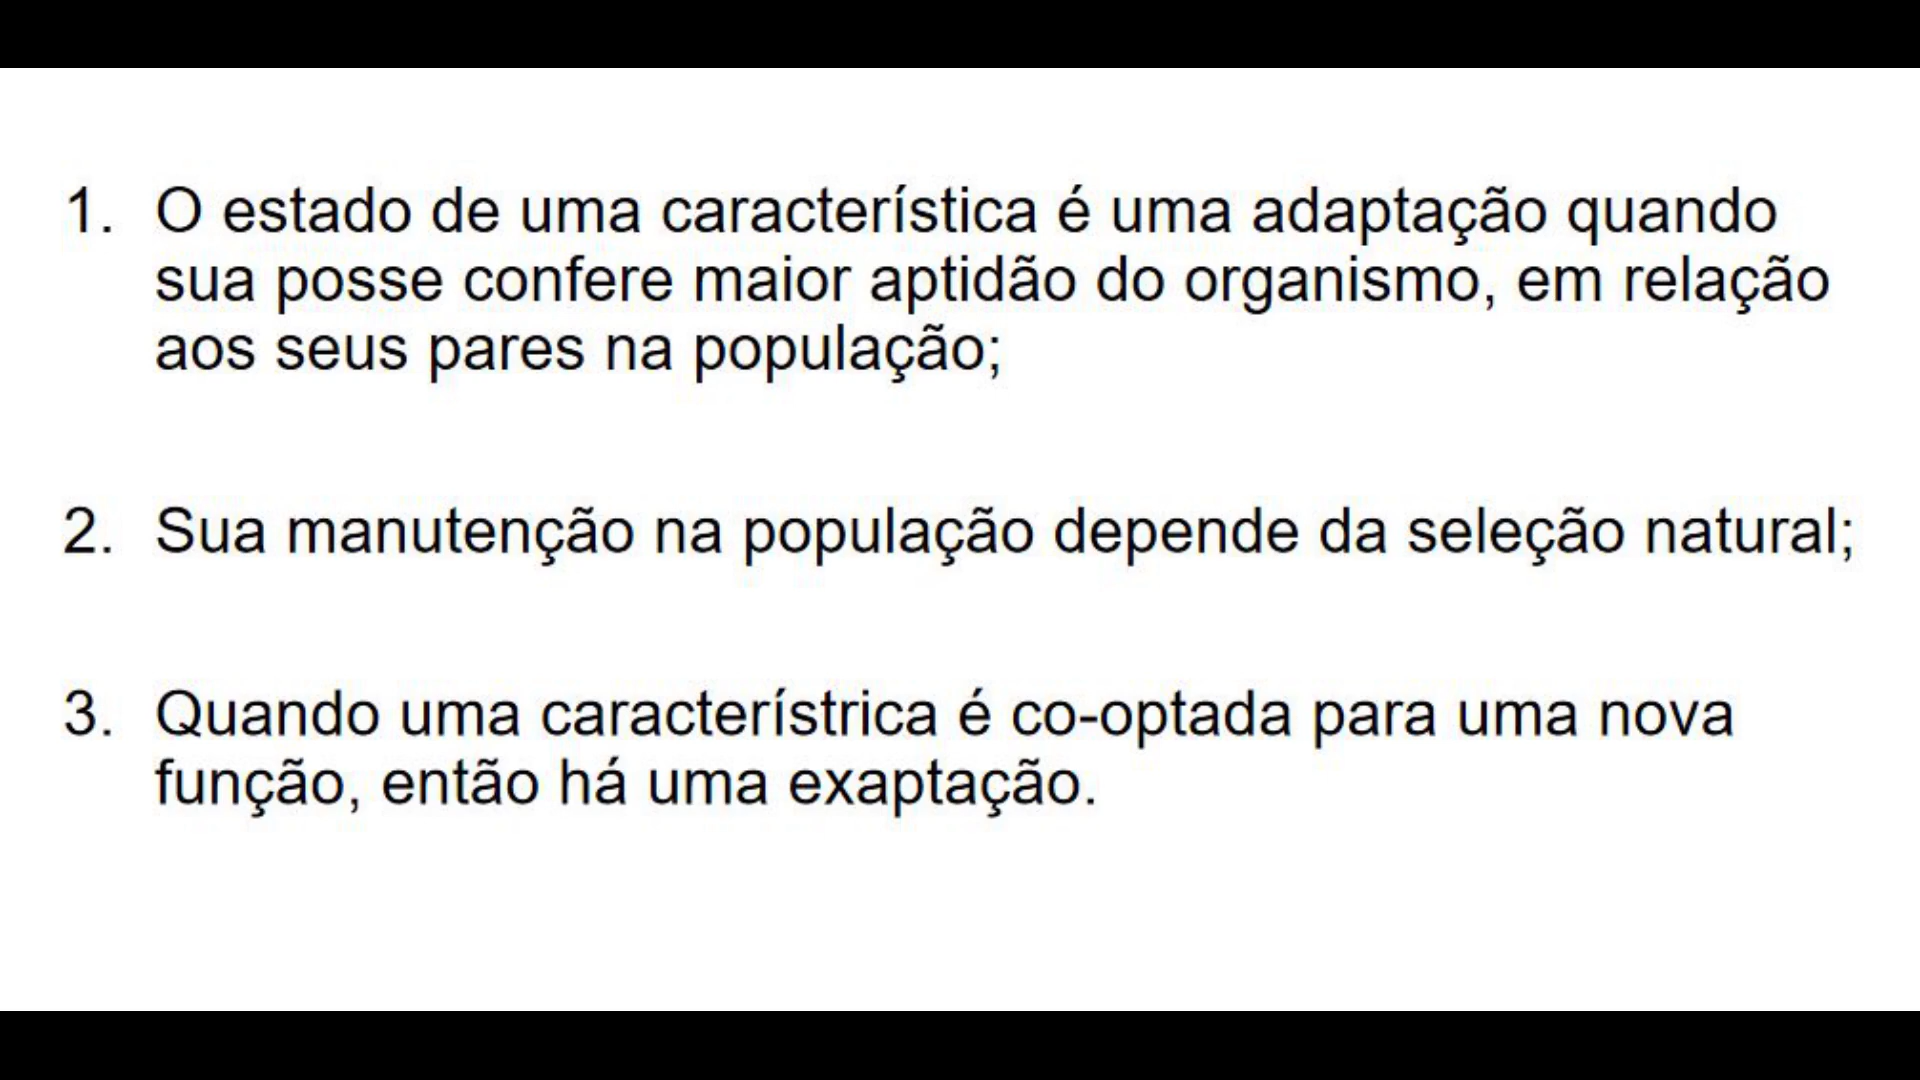 1. O estado de uma característica é uma adaptação quando
sua posse confere maior aptidão do organismo, em relação
aos seus pares na população;
2. Sua manutenção na população depende da seleção natural;
3. Quando uma característrica é co-optada para uma nova
função, então há uma exaptação.